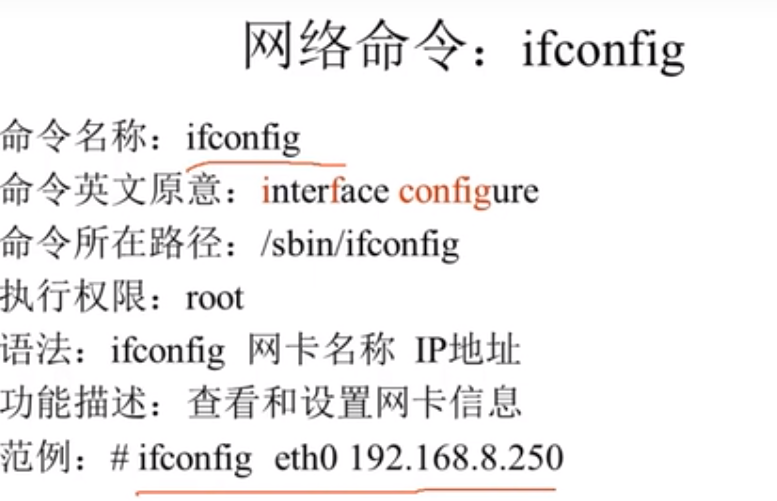 网络命令：ifconfig
命令名称：ifconfig
命令英文原意：interface configure
命令所在路径：/sbin/ifconfig
执行权限：root
语法：ifconfig 网卡名称 IP地址
功能描述：查看和设置网卡信息
范例：# ifconfig eth0 192.168.8.250